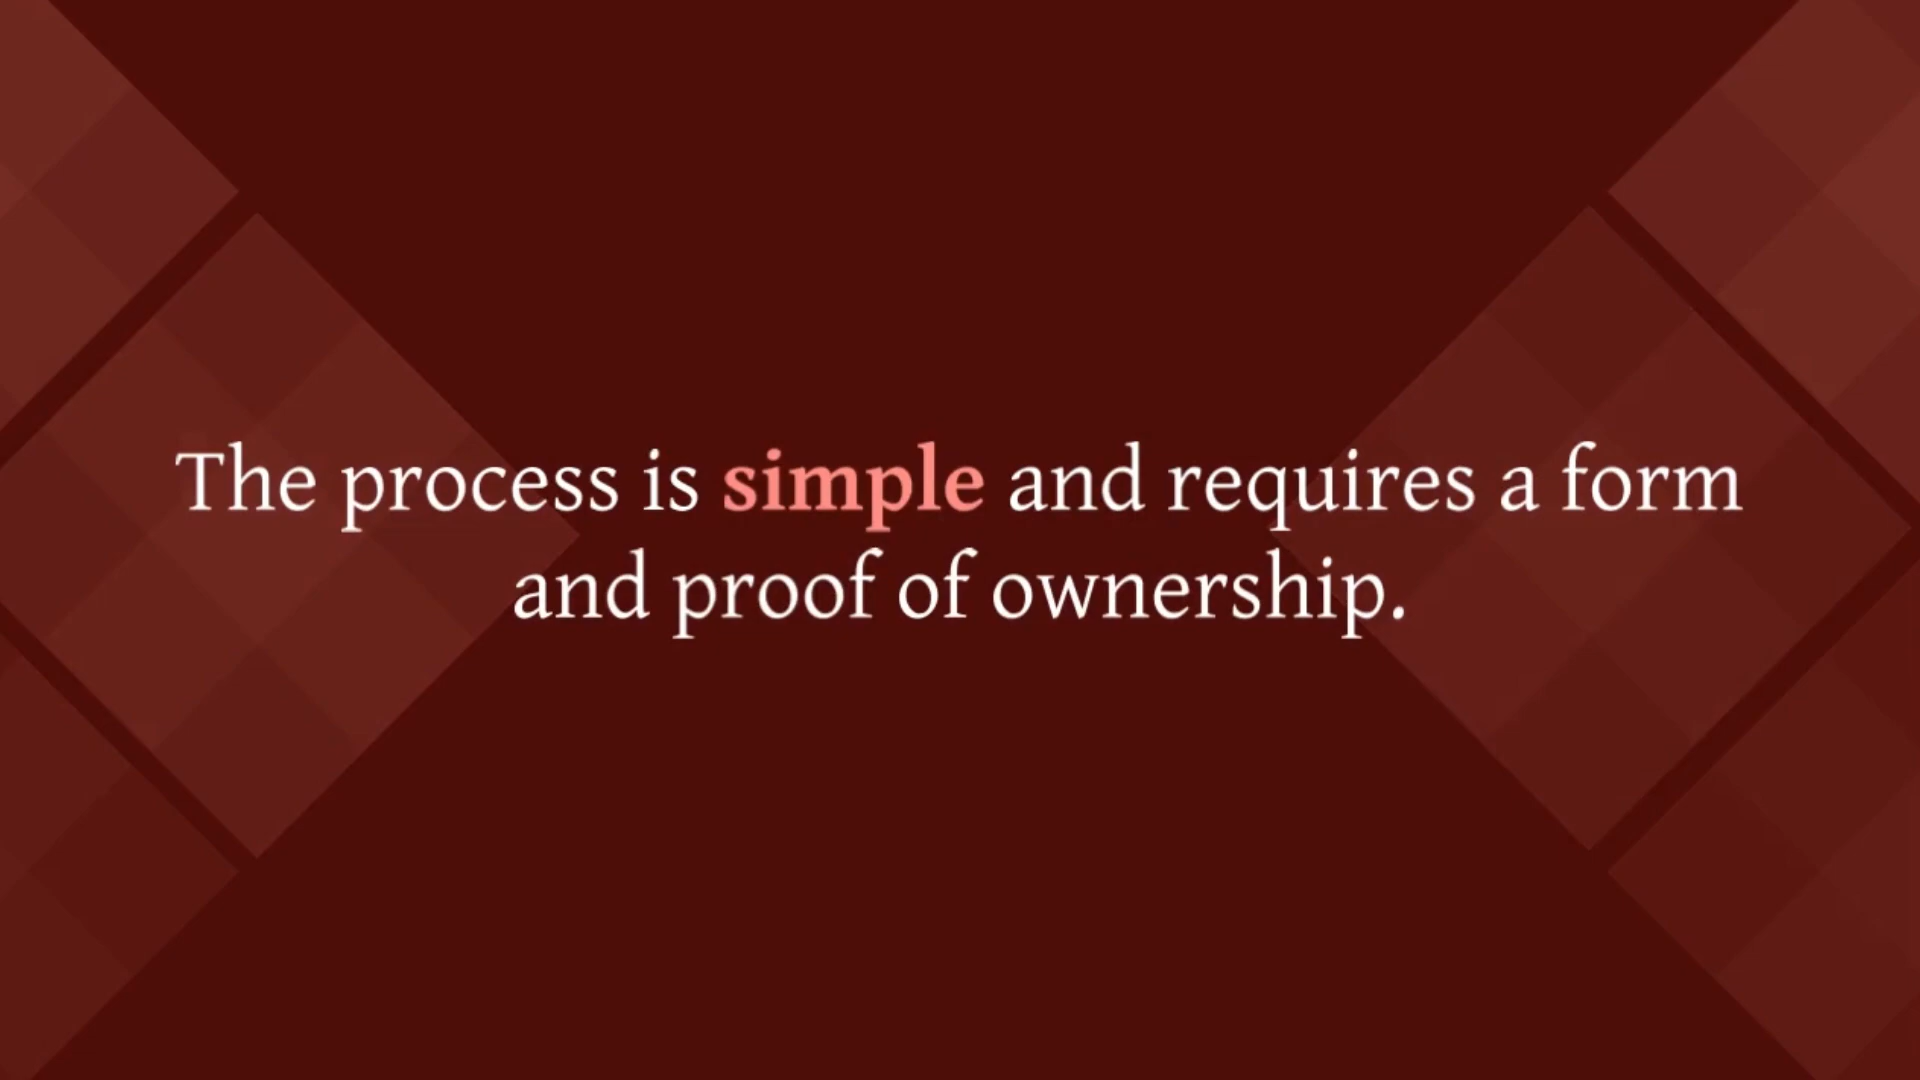 The process is simple and requires a form
and proof of ownership.